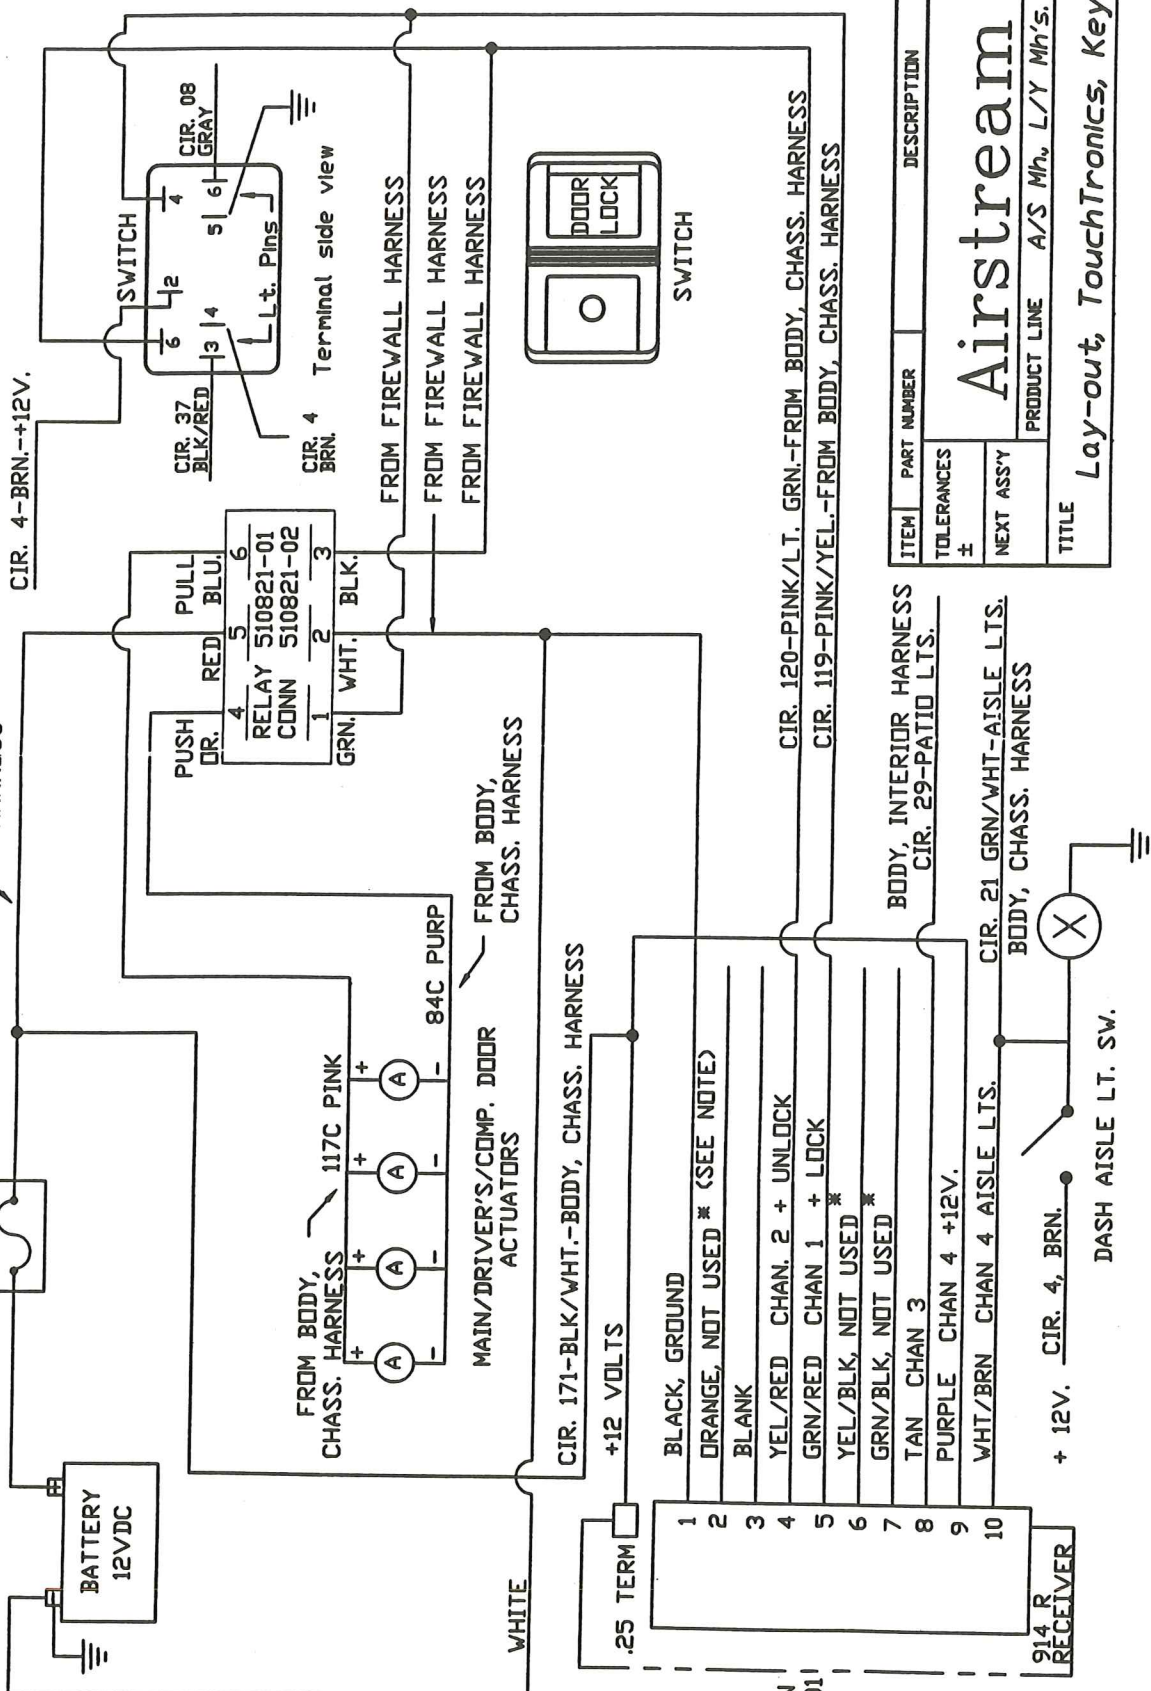 CIR. 4-BRN.-+12V.
SWITCH
6
2
4
3
4
5
6
Lt. Pins
CIR. 37
BLK/RED
CIR. 4
BRN.
CIR. 08
GRAY
Terminal side view
FROM FIREWALL HARNESS
FROM FIREWALL HARNESS
FROM FIREWALL HARNESS
DOOR
LOCK
SWITCH
PUSH
OR.
RED
PULL
BLU.
4
5
6
RELAY 510821-01
CONN 510821-02
1
2
3
GRN.
WHT.
BLK.
BATTERY
12VDC
FROM BODY,
CHASS. HARNESS
117C PINK
+
+
+
+
A
A
A
A
-
-
-
-
84C PURP
FROM BODY,
CHASS. HARNESS
MAIN/DRIVER'S/COMP. DOOR
ACTUATORS
WHITE
CIR. 171-BLK/WHT.-BODY, CHASS. HARNESS
+12 VOLTS
.25 TERM
1
BLACK, GROUND
2
ORANGE, NOT USED * (SEE NOTE)
3
BLANK
4
YEL/RED CHAN. 2 + UNLOCK
5
GRN/RED CHAN 1 + LOCK
6
YEL/BLK, NOT USED *
7
GRN/BLK, NOT USED *
8
TAN CHAN 3
9
PURPLE CHAN 4 +12V.
10
WHT/BRN CHAN 4 AISLE LTS.
914 R
RECEIVER
CIR. 120-PINK/LT. GRN.-FROM BODY, CHASS. HARNESS
CIR. 119-PINK/YEL.-FROM BODY, CHASS. HARNESS
BODY, INTERIOR HARNESS
CIR. 29-PATIO LTS.
CIR. 21 GRN/WHT-AISLE LTS.
BODY, CHASS. HARNESS
X
+ 12V. CIR. 4, BRN.
DASH AISLE LT. SW.
ITEM
PART NUMBER
DESCRIPTION
TOLERANCES
±
Airstream
NEXT ASS'Y
PRODUCT LINE
A/S Mh., L/Y Mh's.
TITLE
Lay-out, TouchTronics, Key